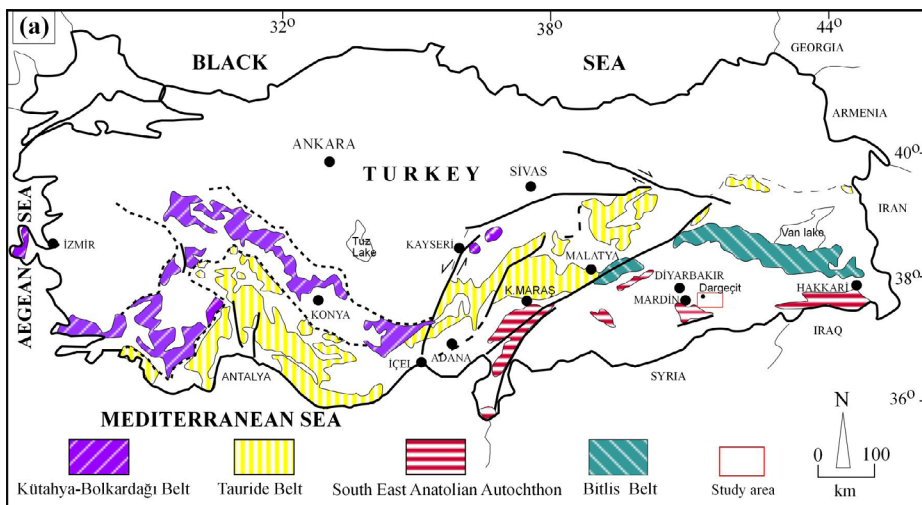 (a)
32
38
44
o
o
o
BLACK
SEA
GEORGIA
ARMENIA
ANKARA
40
o
TURKEY
SİVAS
IRAN
AEGEAN SEA
İZMİR
Tuz
Lake
KAYSERİ
Van lake
MALATYA
DİYARBAKIR
38
o
K.MARAS
Dargeçit
HAKKARİ
KONYA
MARDİN
IRAQ
İÇEL
ADANA
SYRIA
ANTALYA
36
o
MEDITERRANEAN SEA
N
0 100
km
Kütahya-Bolkardağı Belt
Tauride Belt
South East Anatolian Autochthon
Bitlis Belt
Study area